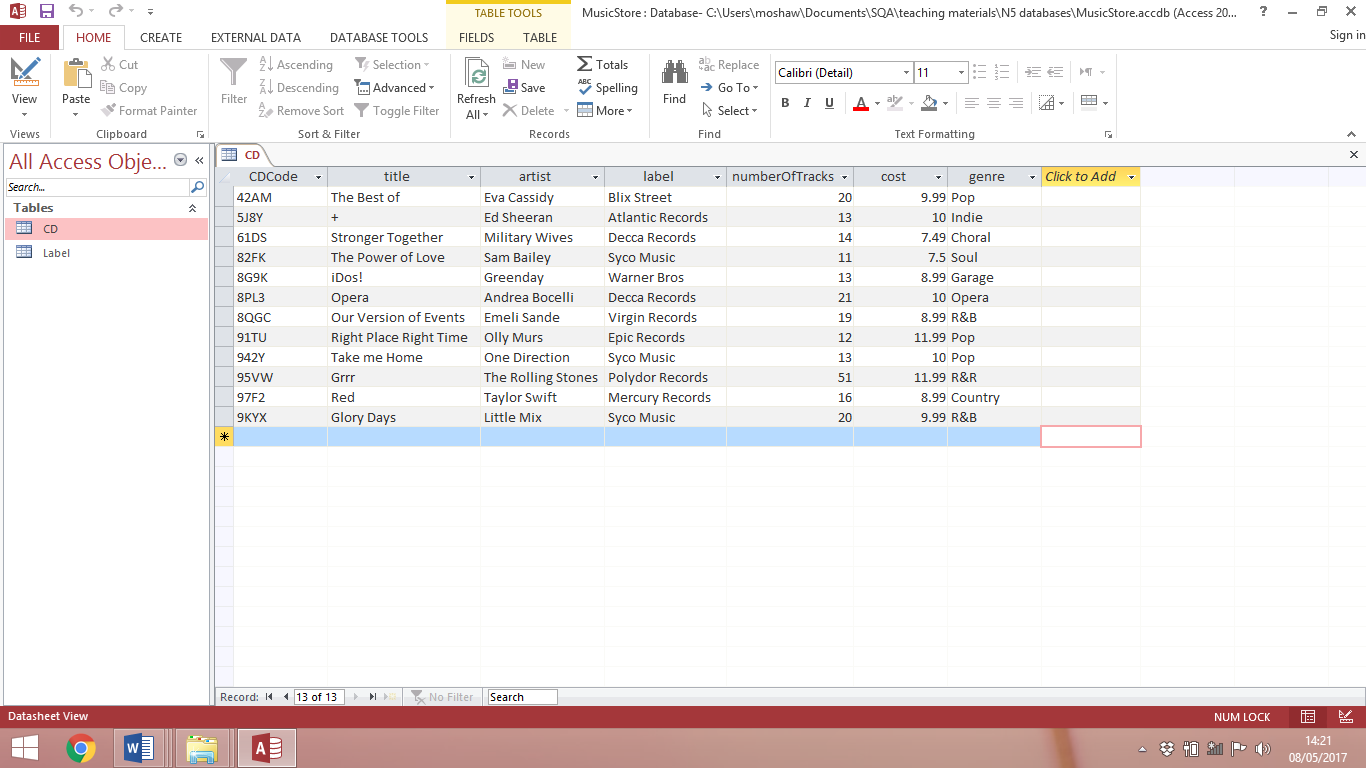 TABLE TOOLS
MusicStore : Database- C:\Users\moshaw\Documents\SQA\teaching materials\N5 databases\MusicStore.accdb (Access 20...
?
FILE HOME CREATE EXTERNAL DATA DATABASE TOOLS FIELDS TABLE Sign in
View
Views
Paste
Cut
Copy
Format Painter
Clipboard
Filter
Ascending
Descending
Remove Sort
Selection
Advanced
Toggle Filter
Sort & Filter
Refresh
All
New
Save
Delete
Totals
Spelling
More
Records
Find
Replace
Go To
Select
Find
Calibri (Detail) 11
B I U A
Text Formatting
All Access Obje...
Search...
Tables
CD
Label
CD
CDCode title artist label numberOfTracks cost genre Click to Add
42AM The Best of Eva Cassidy Blix Street 20 9.99 Pop
5J8Y + Ed Sheeran Atlantic Records 13 10 Indie
61DS Stronger Together Military Wives Decca Records 14 7.49 Choral
82FK The Power of Love Sam Bailey Syco Music 11 7.5 Soul
8G9K iDos! Greenday Warner Bros 13 8.99 Garage
8PL3 Opera Andrea Bocelli Decca Records 21 10 Opera
8QGC Our Version of Events Emeli Sande Virgin Records 19 8.99 R&B
91TU Right Place Right Time Olly Murs Epic Records 12 11.99 Pop
942Y Take me Home One Direction Syco Music 13 10 Pop
95VW Grrr The Rolling Stones Polydor Records 51 11.99 R&R
97F2 Red Taylor Swift Mercury Records 16 8.99 Country
9KYX Glory Days Little Mix Syco Music 20 9.99 R&B
Record: 13 of 13 No Filter Search
Datasheet View NUM LOCK
14:21
08/05/2017